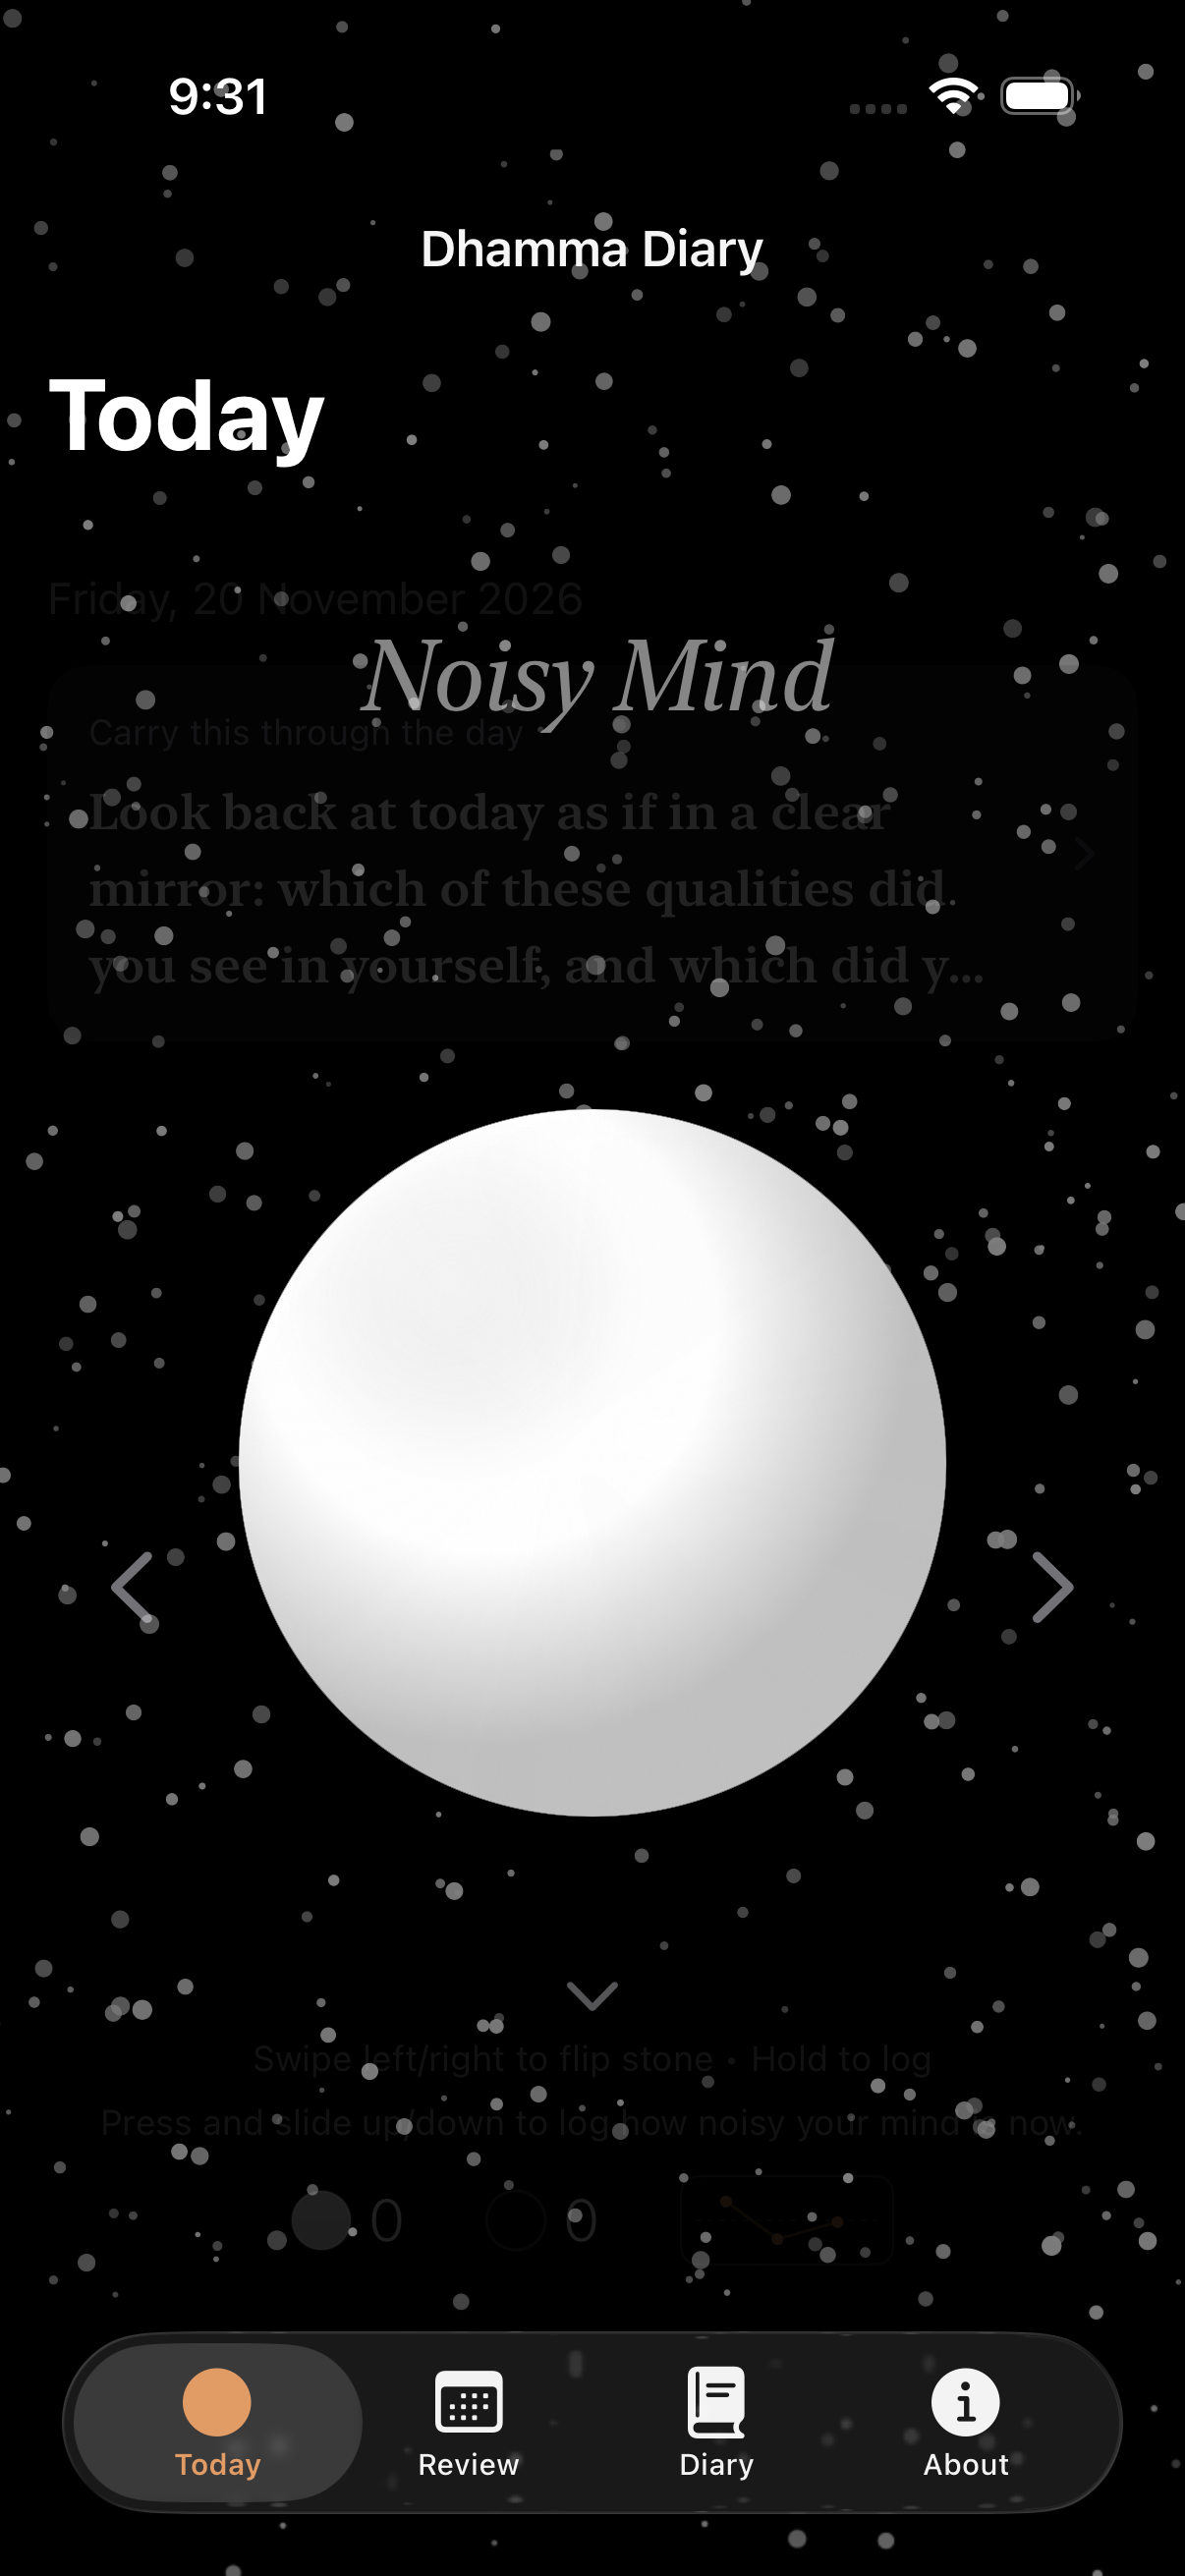 9:31
Dhamma Diary
Today
Friday, 20 November 2026
Noisy Mind
Carry this through the day
Look back at today as if in a clear
mirror: which of these qualities did
you see in yourself, and which did y...
Swipe left/right to flip stone • Hold to log
Press and slide up/down to log how noisy your mind is now.
0 0
Today Review Diary About